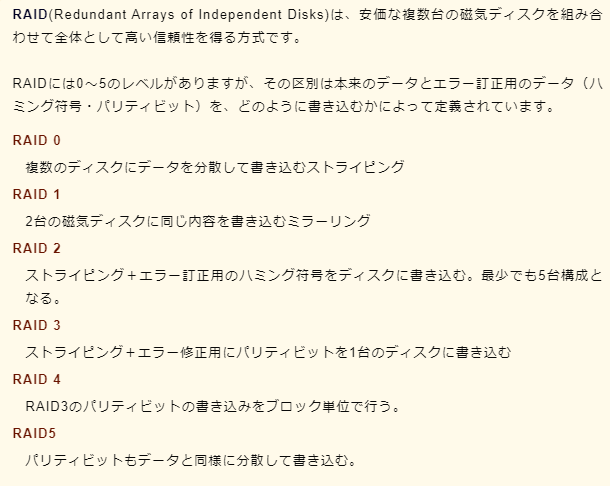 RAID(Redundant Arrays of Independent Disks)は、安価な複数台の磁気ディスクを組み合
わせて全体として高い信頼性を得る方式です。
RAIDには0～5のレベルがありますが、その区別は本来のデータとエラー訂正用のデータ（ハ
ミング符号・パリティビット）を、どのように書き込むかによって定義されています。
RAID 0
複数のディスクにデータを分散して書き込むストライピング
RAID 1
2台の磁気ディスクに同じ内容を書き込むミラーリング
RAID 2
ストライピング＋エラー訂正用のハミング符号をディスクに書き込む。最少でも5台構成と
なる。
RAID 3
ストライピング＋エラー修正用にパリティビットを1台のディスクに書き込む
RAID 4
RAID3のパリティビットの書き込みをブロック単位で行う。
RAID5
パリティビットもデータと同様に分散して書き込む。